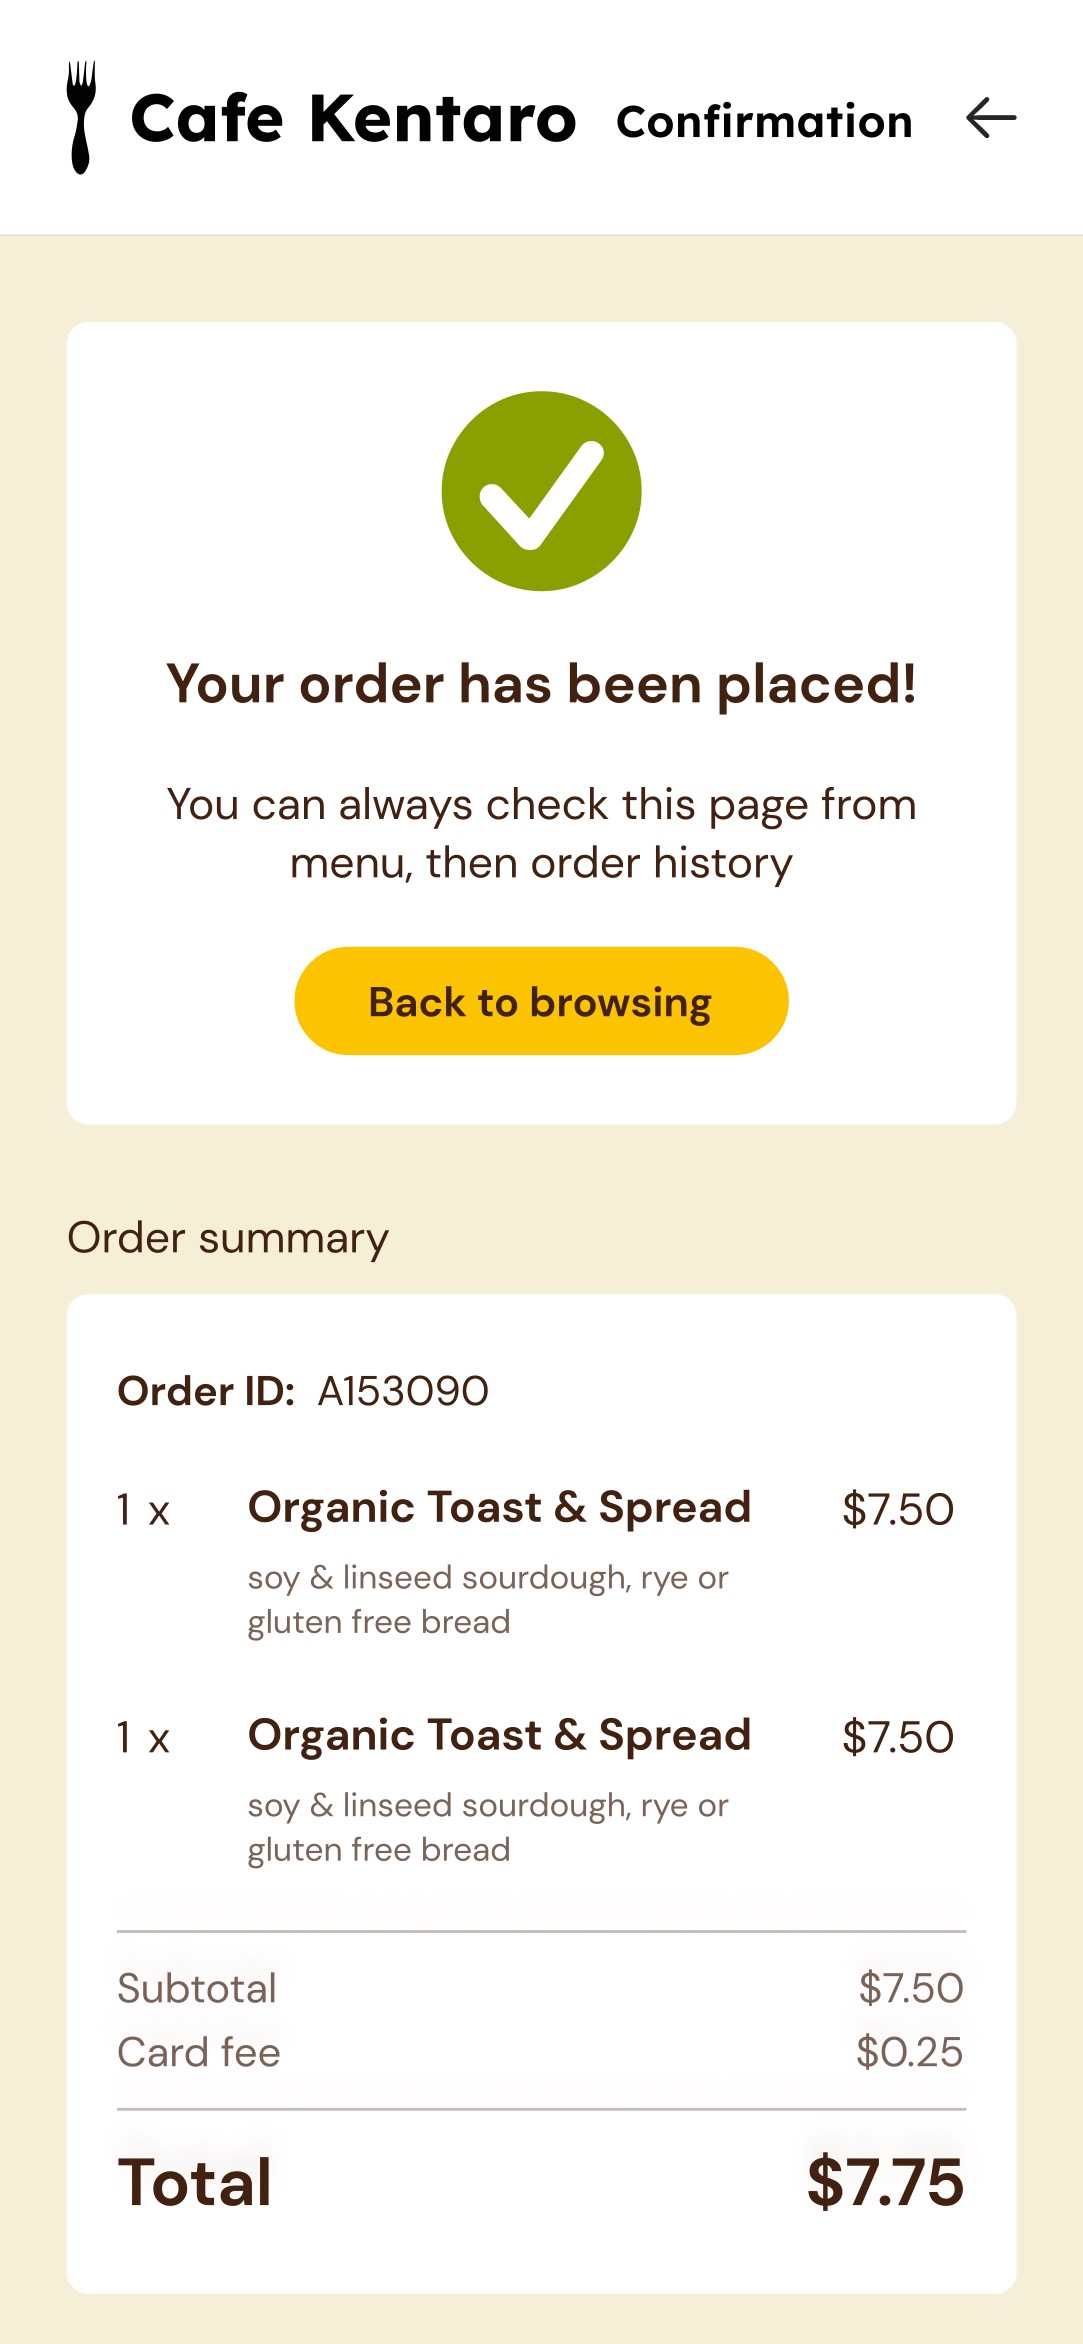 Cafe Kentaro Confirmation
Your order has been placed!
You can always check this page from
menu, then order history
Back to browsing
Order summary
Order ID: A153090
1 x Organic Toast & Spread $7.50
soy & linseed sourdough, rye or
gluten free bread
1 x Organic Toast & Spread $7.50
soy & linseed sourdough, rye or
gluten free bread
Subtotal $7.50
Card fee $0.25
Total $7.75